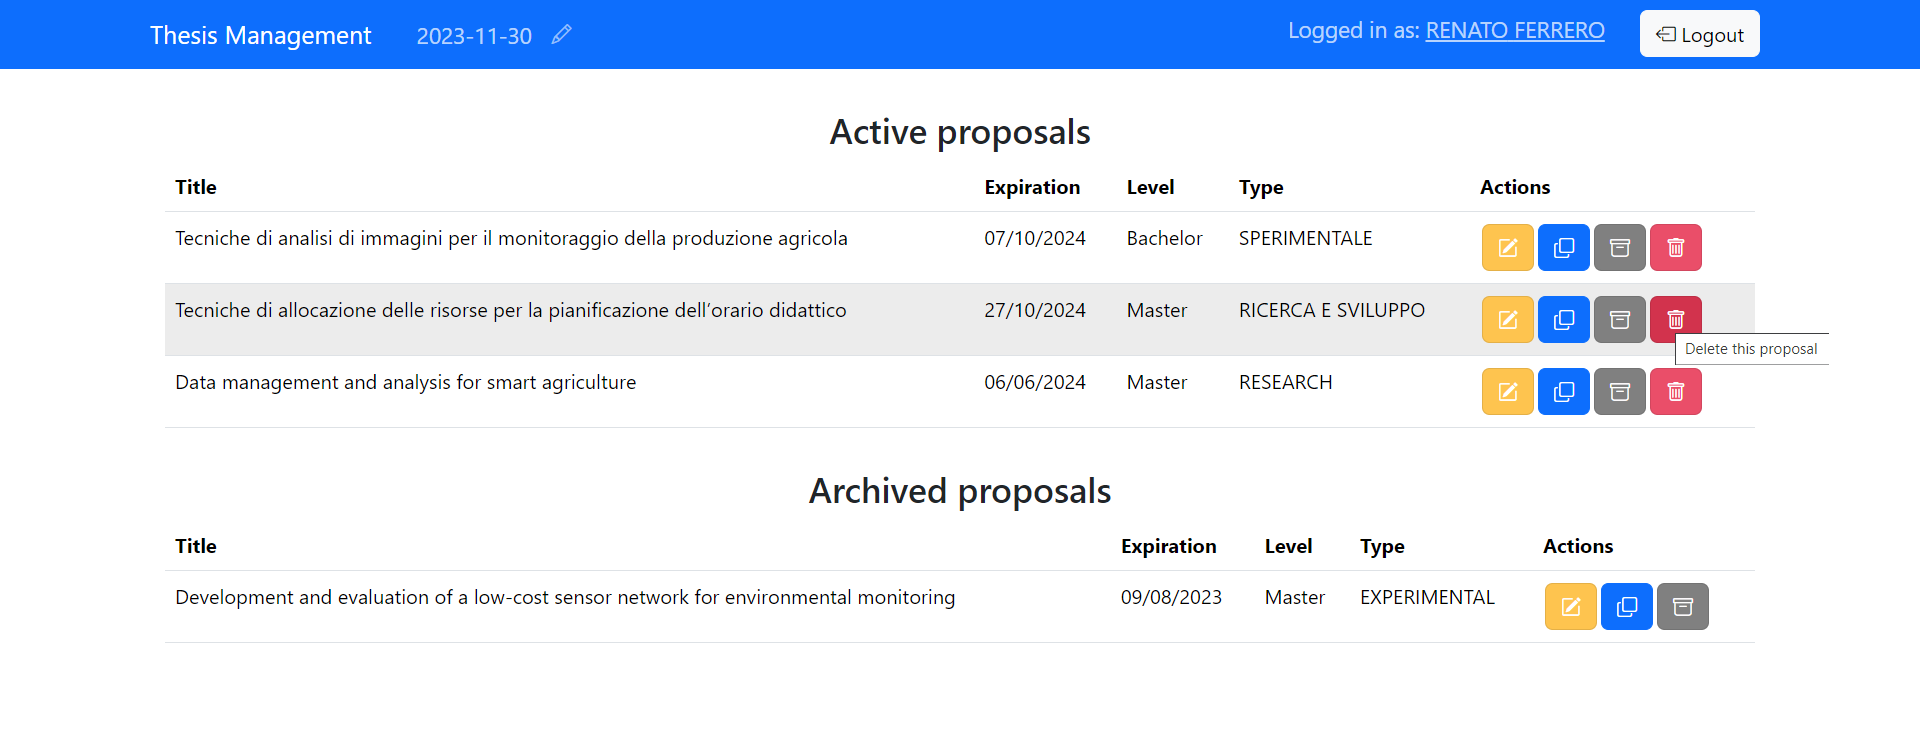 Thesis Management 2023-11-30 Logged in as: RENATO FERRERO Logout
Active proposals
Title Expiration Level Type Actions
Tecniche di analisi di immagini per il monitoraggio della produzione agricola 07/10/2024 Bachelor SPERIMENTALE
Tecniche di allocazione delle risorse per la pianificazione dell’orario didattico 27/10/2024 Master RICERCA E SVILUPPO
Delete this proposal
Data management and analysis for smart agriculture 06/06/2024 Master RESEARCH
Archived proposals
Title Expiration Level Type Actions
Development and evaluation of a low-cost sensor network for environmental monitoring 09/08/2023 Master EXPERIMENTAL